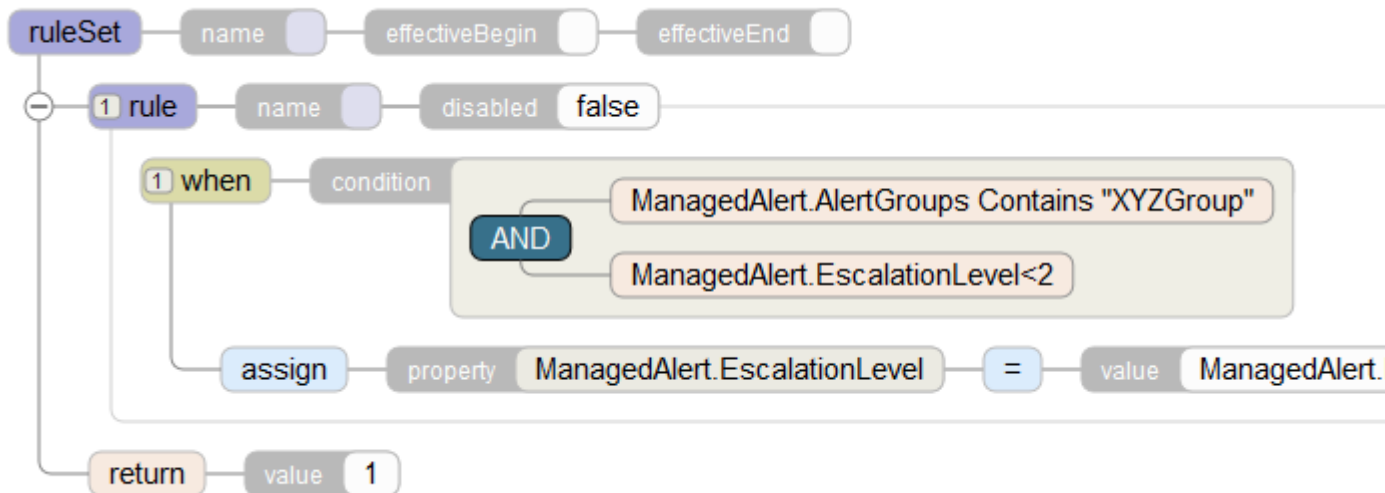 ruleSet name effectiveBegin effectiveEnd
1 rule name disabled false
1 when condition
ManagedAlert.AlertGroups Contains "XYZGroup"
AND
ManagedAlert.EscalationLevel<2
assign property ManagedAlert.EscalationLevel = value ManagedAlert.
return value 1